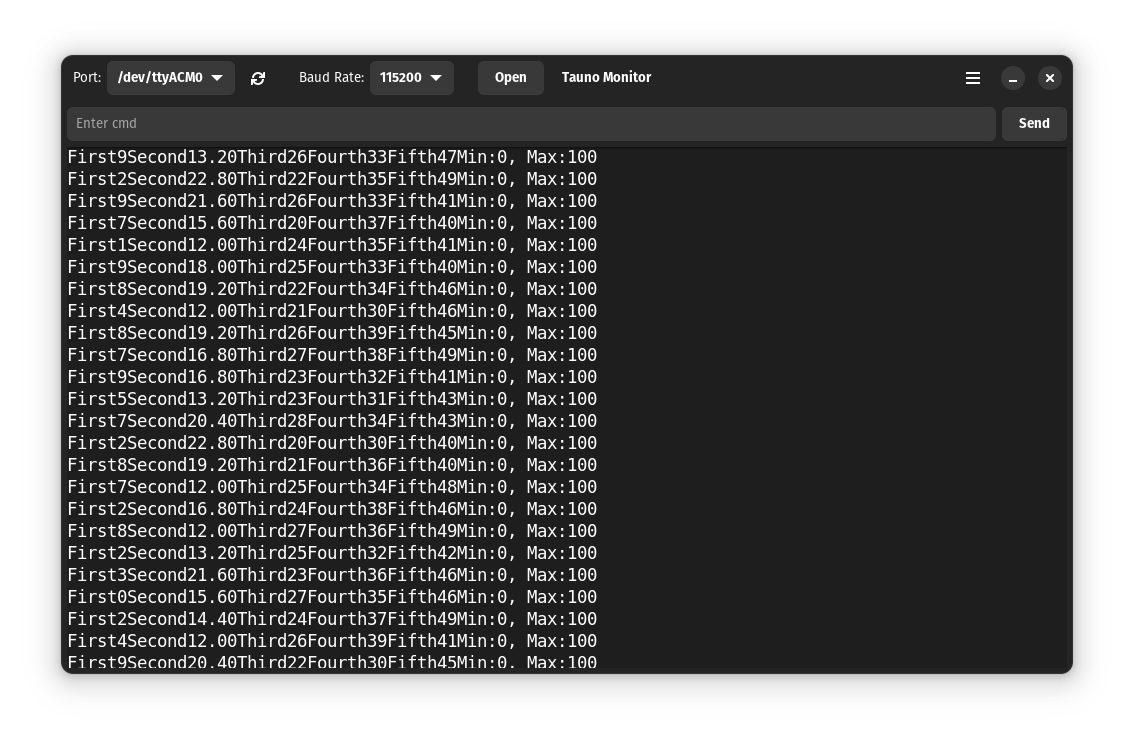 Port: /dev/ttyACM0 Baud Rate: 115200 Open Tauno Monitor
Enter cmd Send
First9Second13.20Third26Fourth33Fifth47Min:0, Max:100
First2Second22.80Third22Fourth35Fifth49Min:0, Max:100
First9Second21.60Third26Fourth33Fifth41Min:0, Max:100
First7Second15.60Third20Fourth37Fifth40Min:0, Max:100
First1Second12.00Third24Fourth35Fifth41Min:0, Max:100
First9Second18.00Third25Fourth33Fifth40Min:0, Max:100
First8Second19.20Third22Fourth34Fifth46Min:0, Max:100
First4Second12.00Third21Fourth30Fifth46Min:0, Max:100
First8Second19.20Third26Fourth39Fifth45Min:0, Max:100
First7Second16.80Third27Fourth38Fifth49Min:0, Max:100
First9Second16.80Third23Fourth32Fifth41Min:0, Max:100
First5Second13.20Third23Fourth31Fifth43Min:0, Max:100
First7Second20.40Third28Fourth34Fifth43Min:0, Max:100
First2Second22.80Third20Fourth30Fifth40Min:0, Max:100
First8Second19.20Third21Fourth36Fifth40Min:0, Max:100
First7Second12.00Third25Fourth34Fifth48Min:0, Max:100
First2Second16.80Third24Fourth38Fifth46Min:0, Max:100
First8Second12.00Third27Fourth36Fifth49Min:0, Max:100
First2Second13.20Third25Fourth32Fifth42Min:0, Max:100
First3Second21.60Third23Fourth36Fifth46Min:0, Max:100
First0Second15.60Third27Fourth35Fifth46Min:0, Max:100
First2Second14.40Third24Fourth37Fifth49Min:0, Max:100
First4Second12.00Third26Fourth39Fifth41Min:0, Max:100
First9Second20.40Third22Fourth30Fifth45Min:0, Max:100